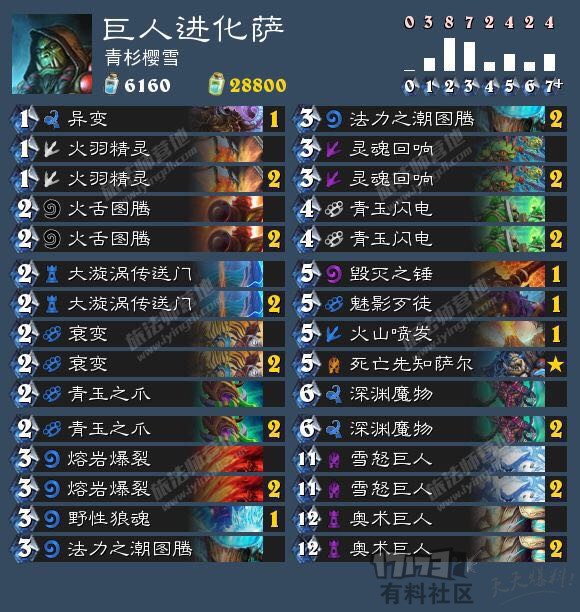 巨人进化萨
青杉樱雪
6160 28800
0 3 8 7 2 4 2 4
0 1 2 3 4 5 6 7+
1 异变 1
1 火羽精灵
1 火羽精灵 2
2 火舌图腾
2 火舌图腾 2
2 大漩涡传送门
2 大漩涡传送门 2
2 衰变
2 衰变 2
2 青玉之爪
2 青玉之爪 2
3 熔岩爆裂
3 熔岩爆裂 2
3 野性狼魂 1
3 法力之潮图腾
3 法力之潮图腾 2
3 灵魂回响
3 灵魂回响 2
4 青玉闪电
4 青玉闪电 2
5 毁灭之锤 1
5 魅影歹徒 1
5 火山喷发 1
5 死亡先知萨尔 ★
6 深渊魔物
6 深渊魔物 2
11 雪怒巨人
11 雪怒巨人 2
12 奥术巨人
12 奥术巨人 2
旅法师营地
www.iyingdi.com
17173
有料社区